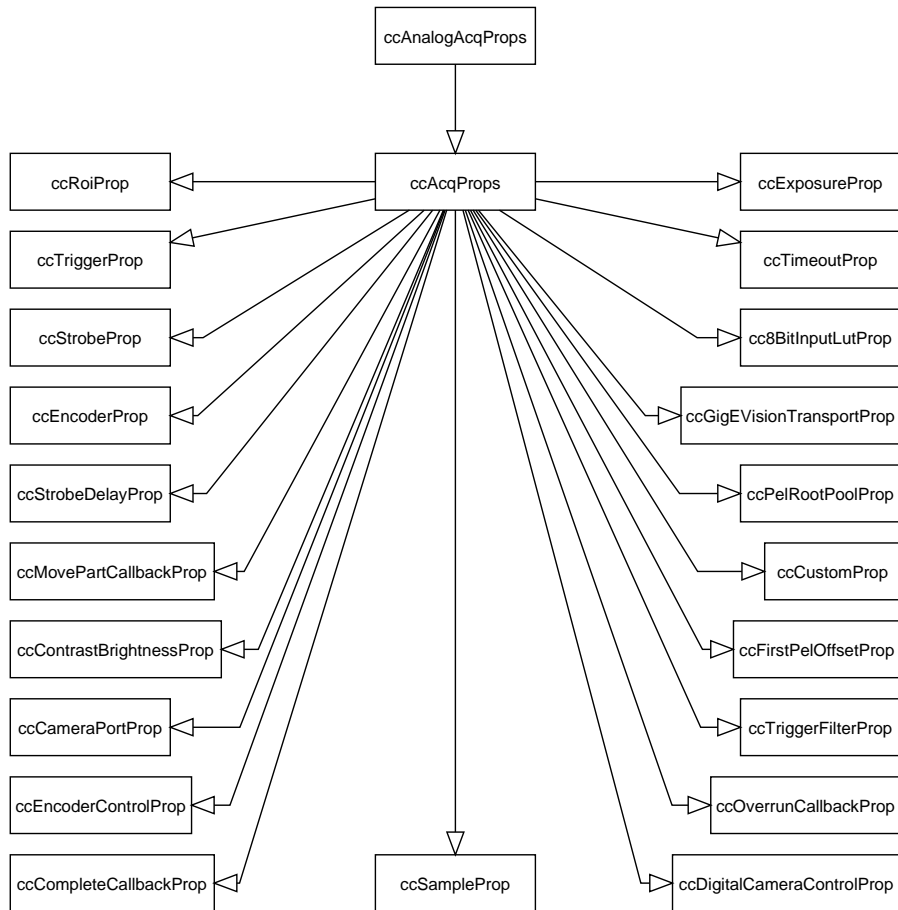 ccAnalogAcqProps
ccRoiProp
ccAcqProps
ccExposureProp
ccTriggerProp
ccTimeoutProp
ccStrobeProp
cc8BitInputLutProp
ccEncoderProp
ccGigEVisionTransportProp
ccStrobeDelayProp
ccPelRootPoolProp
ccMovePartCallbackProp
ccCustomProp
ccContrastBrightnessProp
ccFirstPelOffsetProp
ccCameraPortProp
ccTriggerFilterProp
ccEncoderControlProp
ccOverrunCallbackProp
ccCompleteCallbackProp
ccSampleProp
ccDigitalCameraControlProp